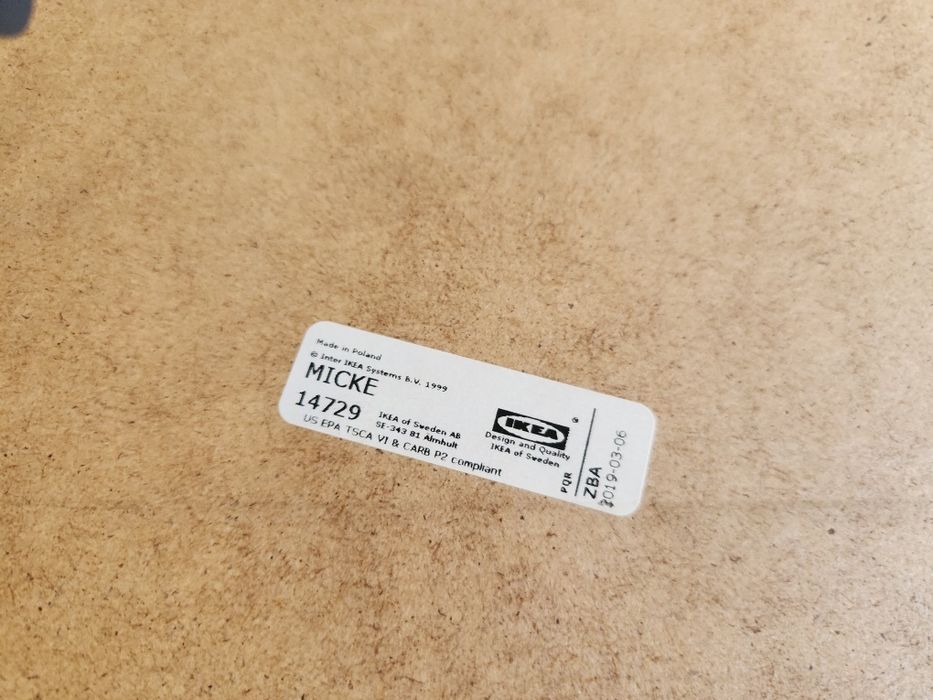 Made in Poland
© Inter IKEA Systems B.V. 1999
MICKE
14729
IKEA of Sweden AB
SE-343 81 Älmhult
US EPA TSCA VI & CARB P2 compliant
IKEA ®
Design and Quality
IKEA of Sweden
PQR
ZBA
2019-03-06